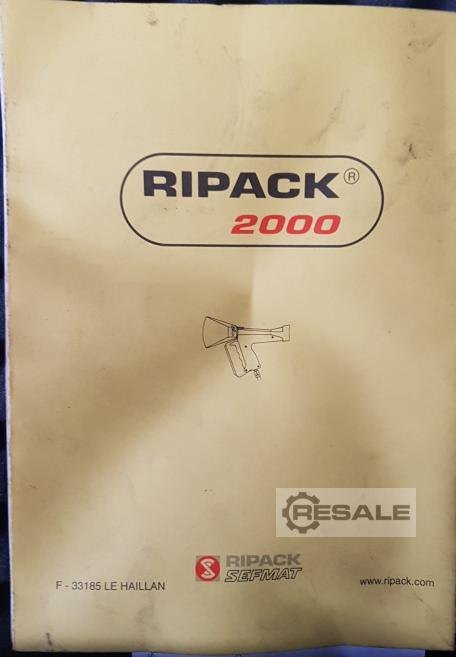 RIPACK®
2000
RESALE
RIPACK
SEFMAT
F - 33185 LE HAILLAN
www.ripack.com